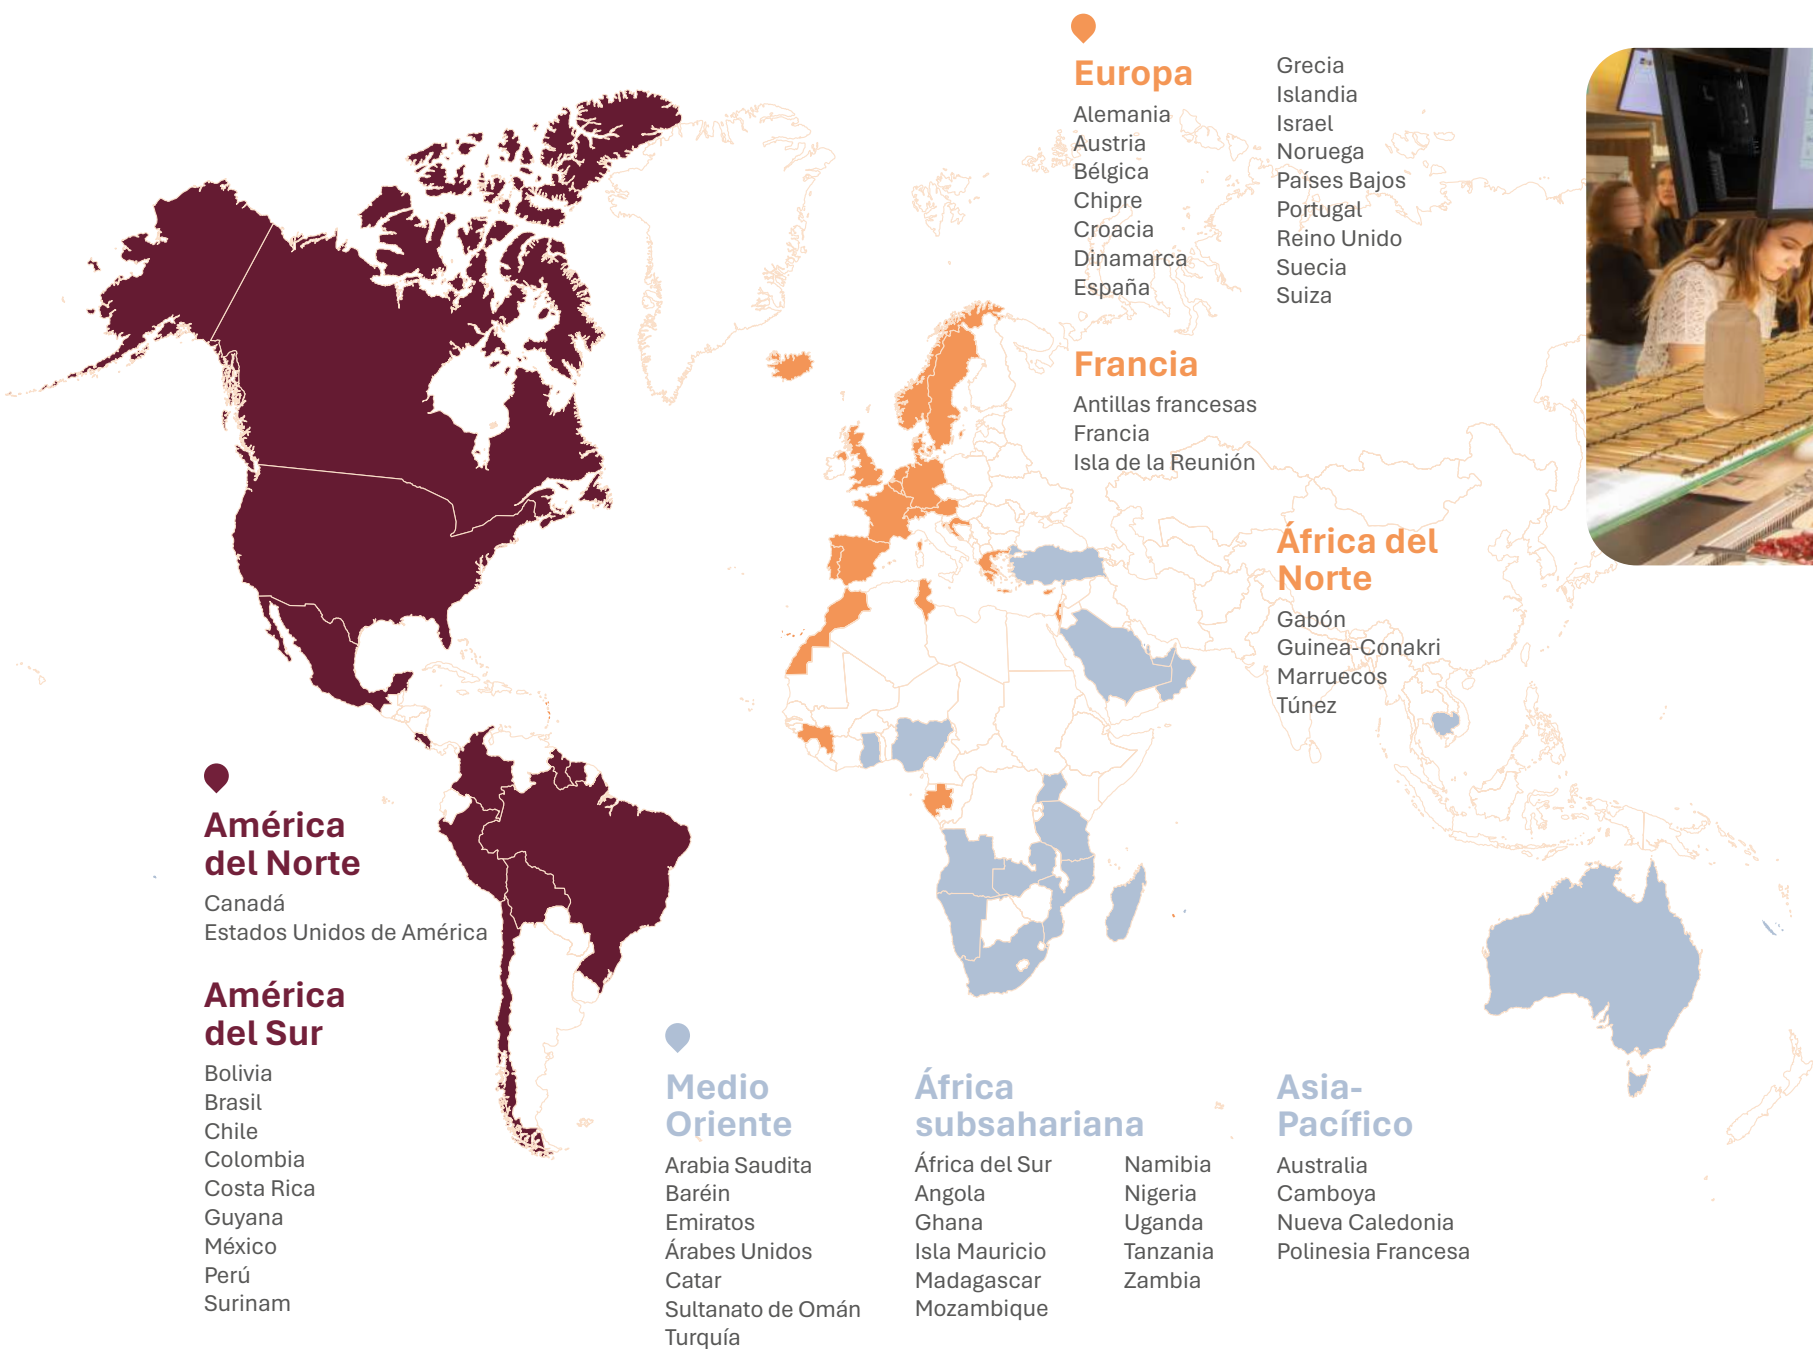 Europa
Alemania
Austria
Bélgica
Chipre
Croacia
Dinamarca
España
Grecia
Islandia
Israel
Noruega
Países Bajos
Portugal
Reino Unido
Suecia
Suiza
Francia
Antillas francesas
Francia
Isla de la Reunión
África del
Norte
Gabón
Guinea-Conakri
Marruecos
Túnez
América
del Norte
Canadá
Estados Unidos de América
América
del Sur
Bolivia
Brasil
Chile
Colombia
Costa Rica
Guyana
México
Perú
Surinam
Medio
Oriente
Arabia Saudita
Baréin
Emiratos
Árabes Unidos
Catar
Sultanato de Omán
Turquía
África
subsahariana
África del Sur
Angola
Ghana
Isla Mauricio
Madagascar
Mozambique
Namibia
Nigeria
Uganda
Tanzania
Zambia
Asia-
Pacífico
Australia
Camboya
Nueva Caledonia
Polinesia Francesa